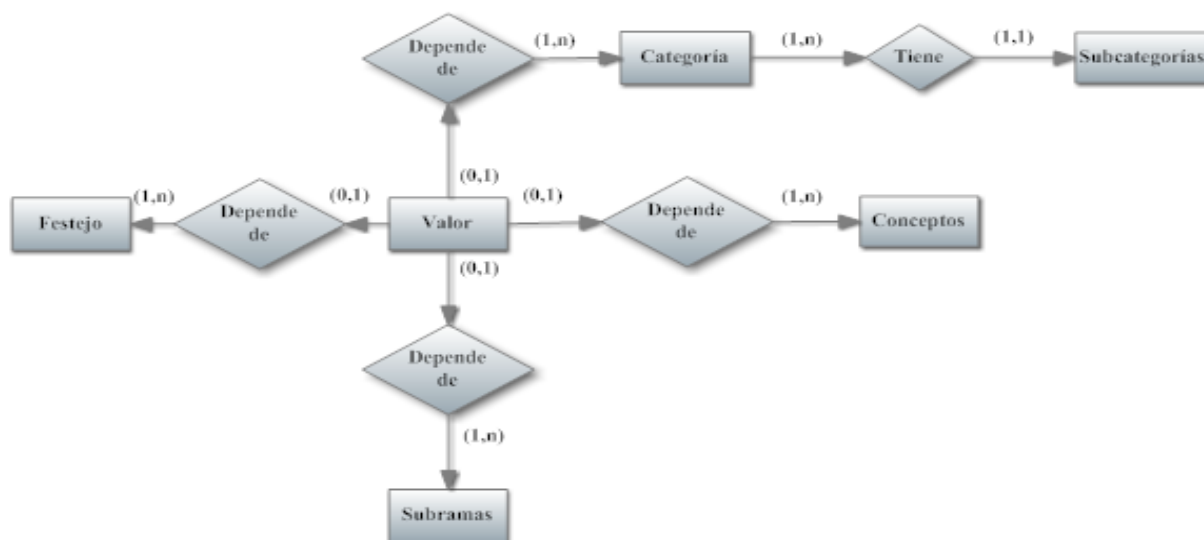 Depende
de
(1,n)
Categoría
(1,n)
Tiene
(1,1)
Subcategorías
(0,1)
Festejo
(1,n)
Depende
de
(0,1)
Valor
(0,1)
Depende
de
(1,n)
Conceptos
(0,1)
Depende
de
(1,n)
Subramas